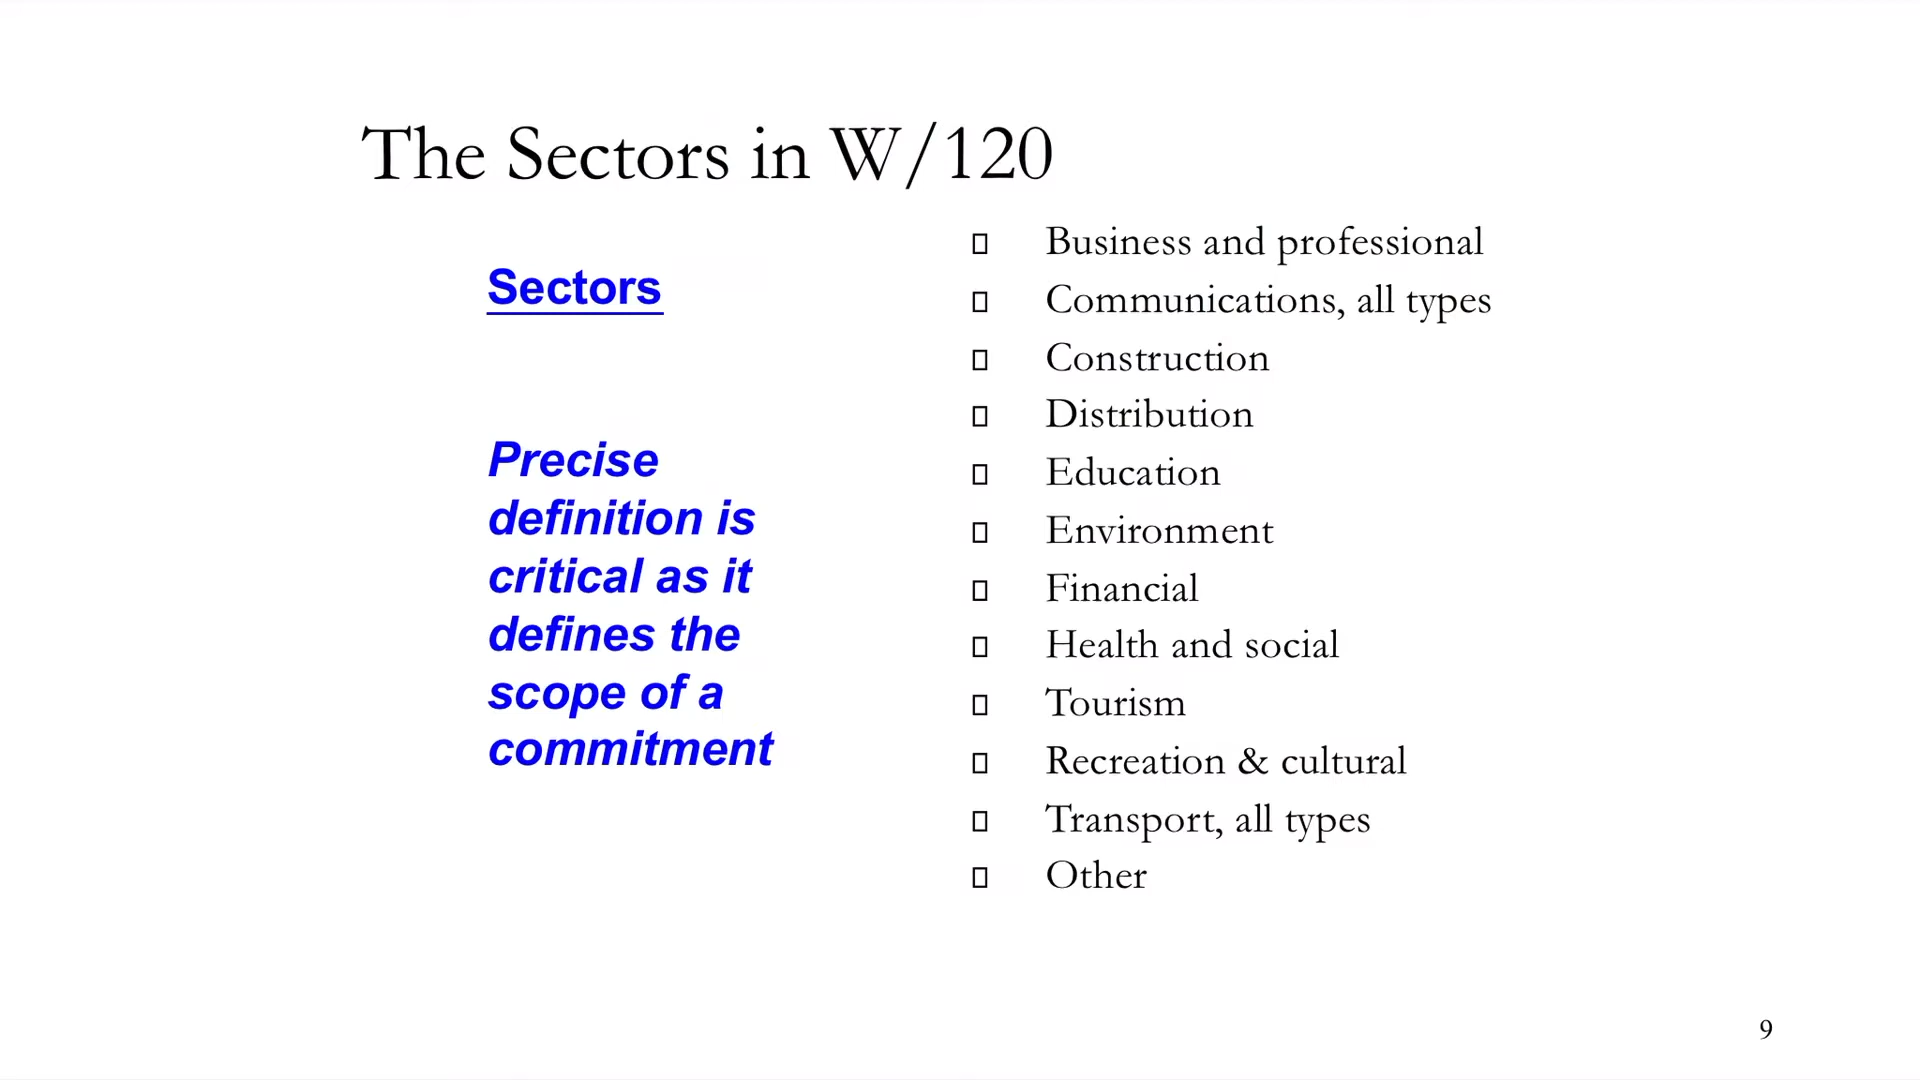 The Sectors in W/120
Sectors
Precise
definition is
critical as it
defines the
scope of a
commitment
Business and professional
Communications, all types
Construction
Distribution
Education
Environment
Financial
Health and social
Tourism
Recreation & cultural
Transport, all types
Other
9